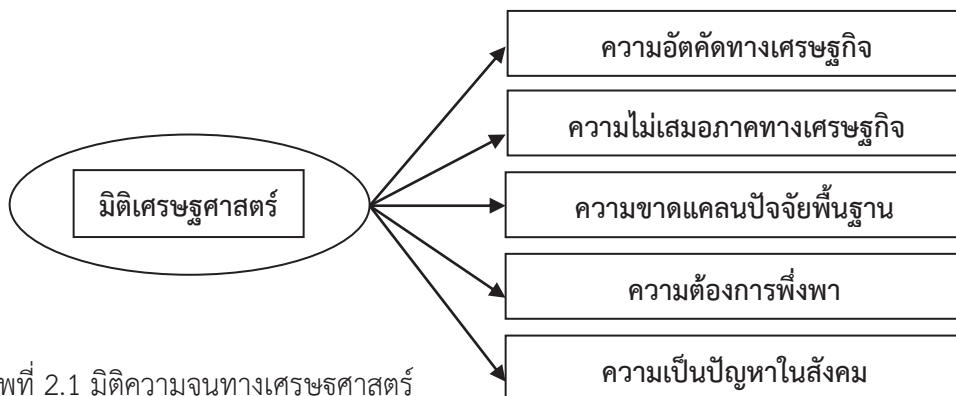 ความอัตคัดทางเศรษฐกิจ
ความไม่เสมอภาคทางเศรษฐกิจ
มิติเศรษฐศาสตร์
ความขาดแคลนปัจจัยพื้นฐาน
ความต้องการพึ่งพา
ความเป็นปัญหาในสังคม
พที่ 2.1 มิติความจนทางเศรษฐศาสตร์